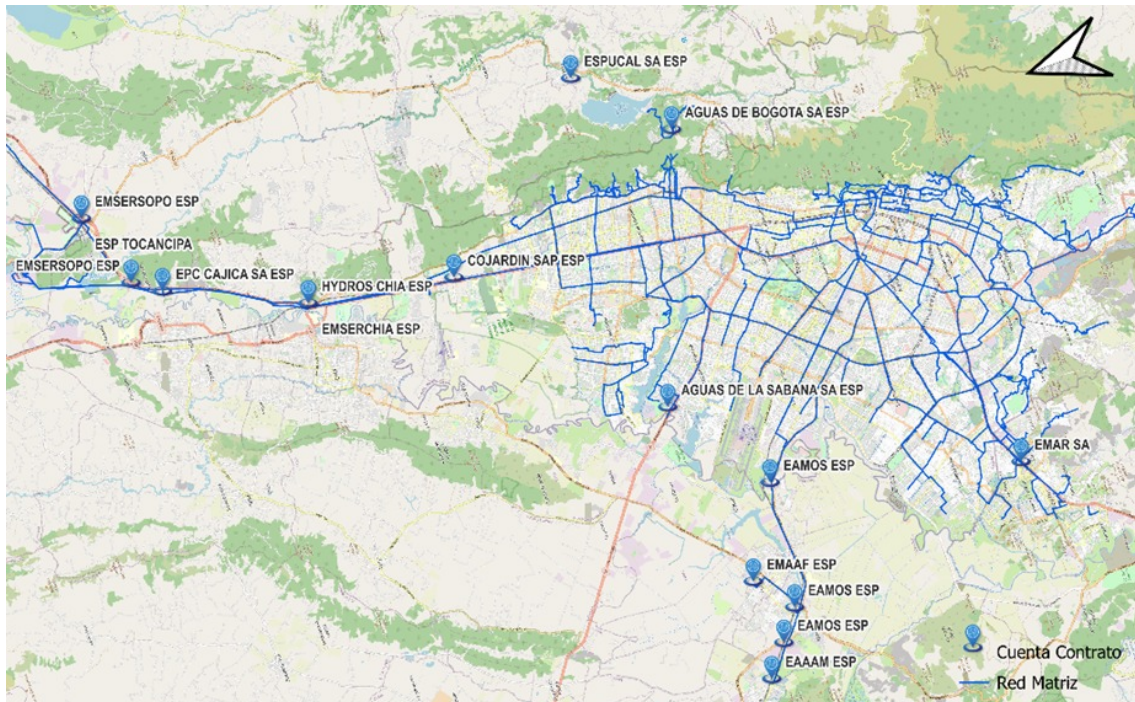 ESPUCAL SA ESP
AGUAS DE BOGOTA SA ESP
EMSERSOPO ESP
ESP TOCANCIPA
EMSERSOPO ESP
EPC CAJICA SA ESP
COJARDIN SAP ESP
HYDROS CHIA ESP
EMSERCHIA ESP
AGUAS DE LA SABANA SA ESP
EMAR SA
EAMOS ESP
EMAAF ESP
EAMOS ESP
EAMOS ESP
EAAAM ESP
Cuenta Contrato
Red Matriz